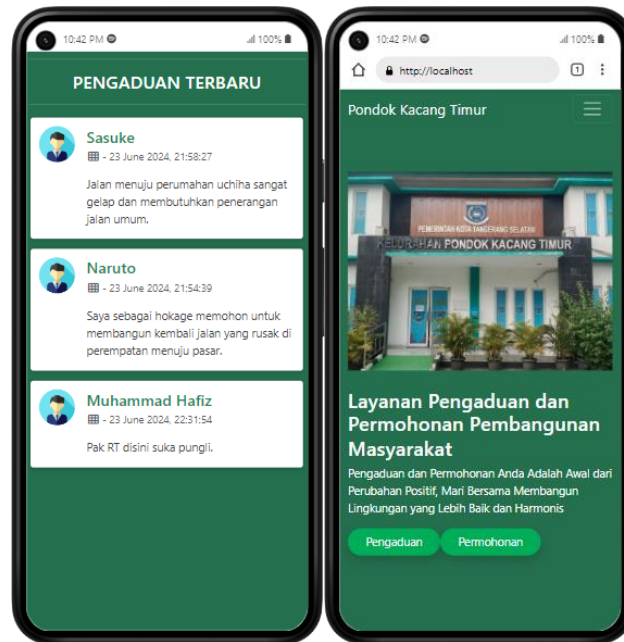 10:42 PM
100%
PENGADUAN TERBARU
Sasuke
- 23 June 2024, 21:58:27
Jalan menuju perumahan uchiha sangat
gelap dan membutuhkan penerangan
jalan umum.
Naruto
- 23 June 2024, 21:54:39
Saya sebagai hokage memohon untuk
membangun kembali jalan yang rusak di
perempatan menuju pasar.
Muhammad Hafiz
- 23 June 2024, 22:31:54
Pak RT disini suka pungli.
10:42 PM
100%
http://localhost
1
Pondok Kacang Timur
PEMERINTAH KOTA TANGERANG SELATAN
KELURAHAN PONDOK KACANG TIMUR
Layanan Pengaduan dan
Permohonan Pembangunan
Masyarakat
Pengaduan dan Permohonan Anda Adalah Awal dari
Perubahan Positif, Mari Bersama Membangun
Lingkungan yang Lebih Baik dan Harmonis
Pengaduan
Permohonan